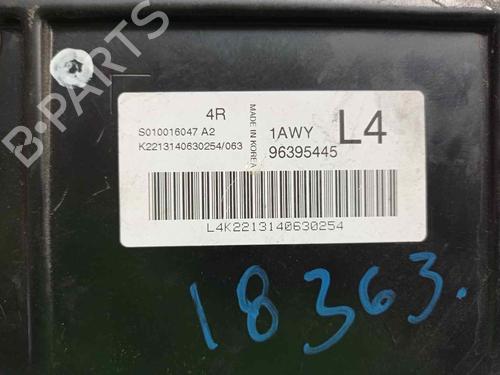 4R
S010016047 A2
K2213140630254/063
MADE IN KOREA
1AWY
96395445
L4
L4K2213140630254
18363.
B-PARTS